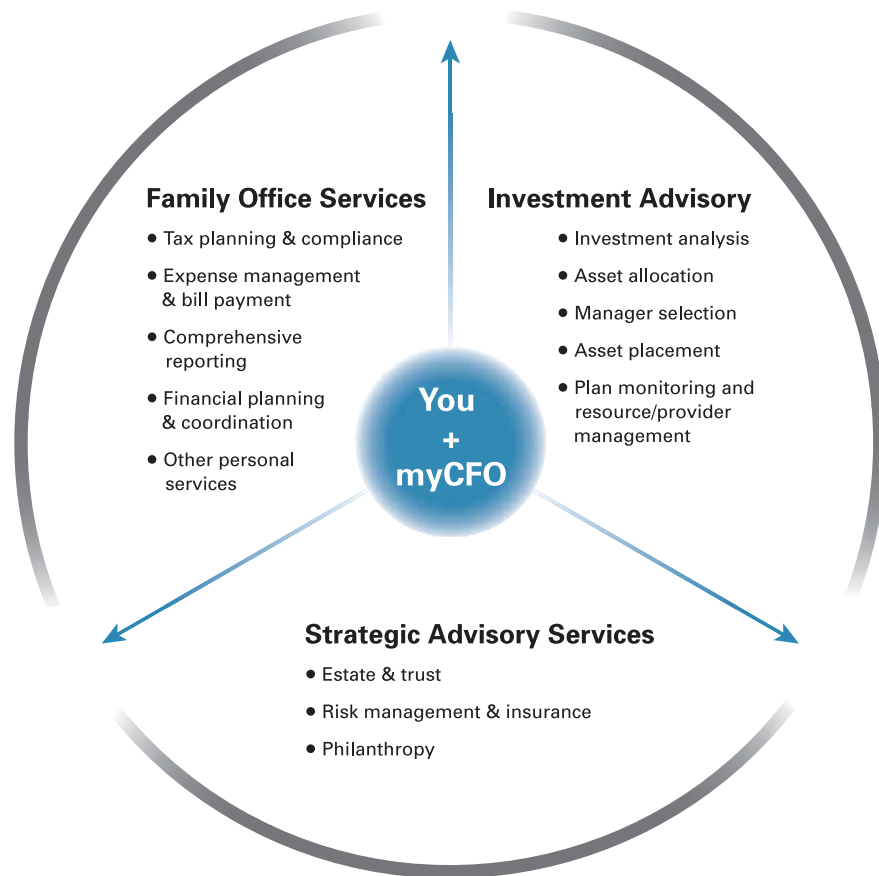 Family Office Services
• Tax planning & compliance
• Expense management
& bill payment
• Comprehensive
reporting
• Financial planning
& coordination
• Other personal
services
Investment Advisory
• Investment analysis
• Asset allocation
• Manager selection
• Asset placement
• Plan monitoring and
resource/provider
management
You
+
myCFO
Strategic Advisory Services
• Estate & trust
• Risk management & insurance
• Philanthropy